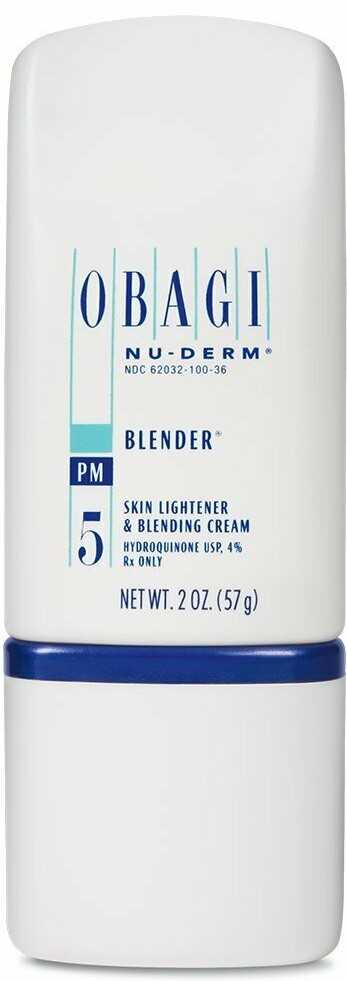 OBAGI
NU-DERM®
NDC 62032-100-36
BLENDER®
PM
5
SKIN LIGHTENER
& BLENDING CREAM
HYDROQUINONE USP, 4%
Rx ONLY
NET WT. 2 OZ. (57g)